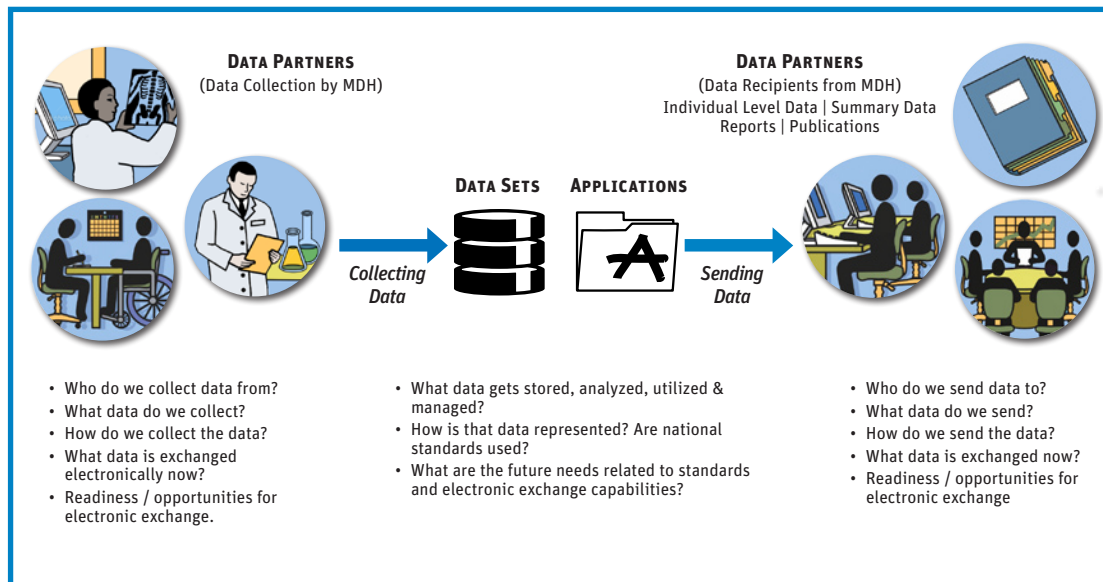 DATA PARTNERS
(Data Collection by MDH)
DATA PARTNERS
(Data Recipients from MDH)
Individual Level Data | Summary Data
Reports | Publications
DATA SETS
APPLICATIONS
Collecting
Data
Sending
Data
• Who do we collect data from?
• What data do we collect?
• How do we collect the data?
• What data is exchanged
electronically now?
• Readiness / opportunities for
electronic exchange.
• What data gets stored, analyzed, utilized &
managed?
• How is that data represented? Are national
standards used?
• What are the future needs related to standards
and electronic exchange capabilities?
• Who do we send data to?
• What data do we send?
• How do we send the data?
• What data is exchanged now?
• Readiness / opportunities for
electronic exchange